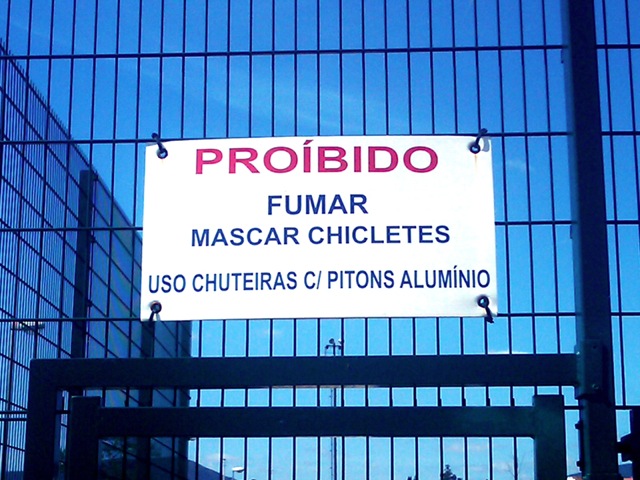 PROÍBIDO
FUMAR
MASCAR CHICLETES
USO CHUTEIRAS C/ PITONS ALUMÍNIO